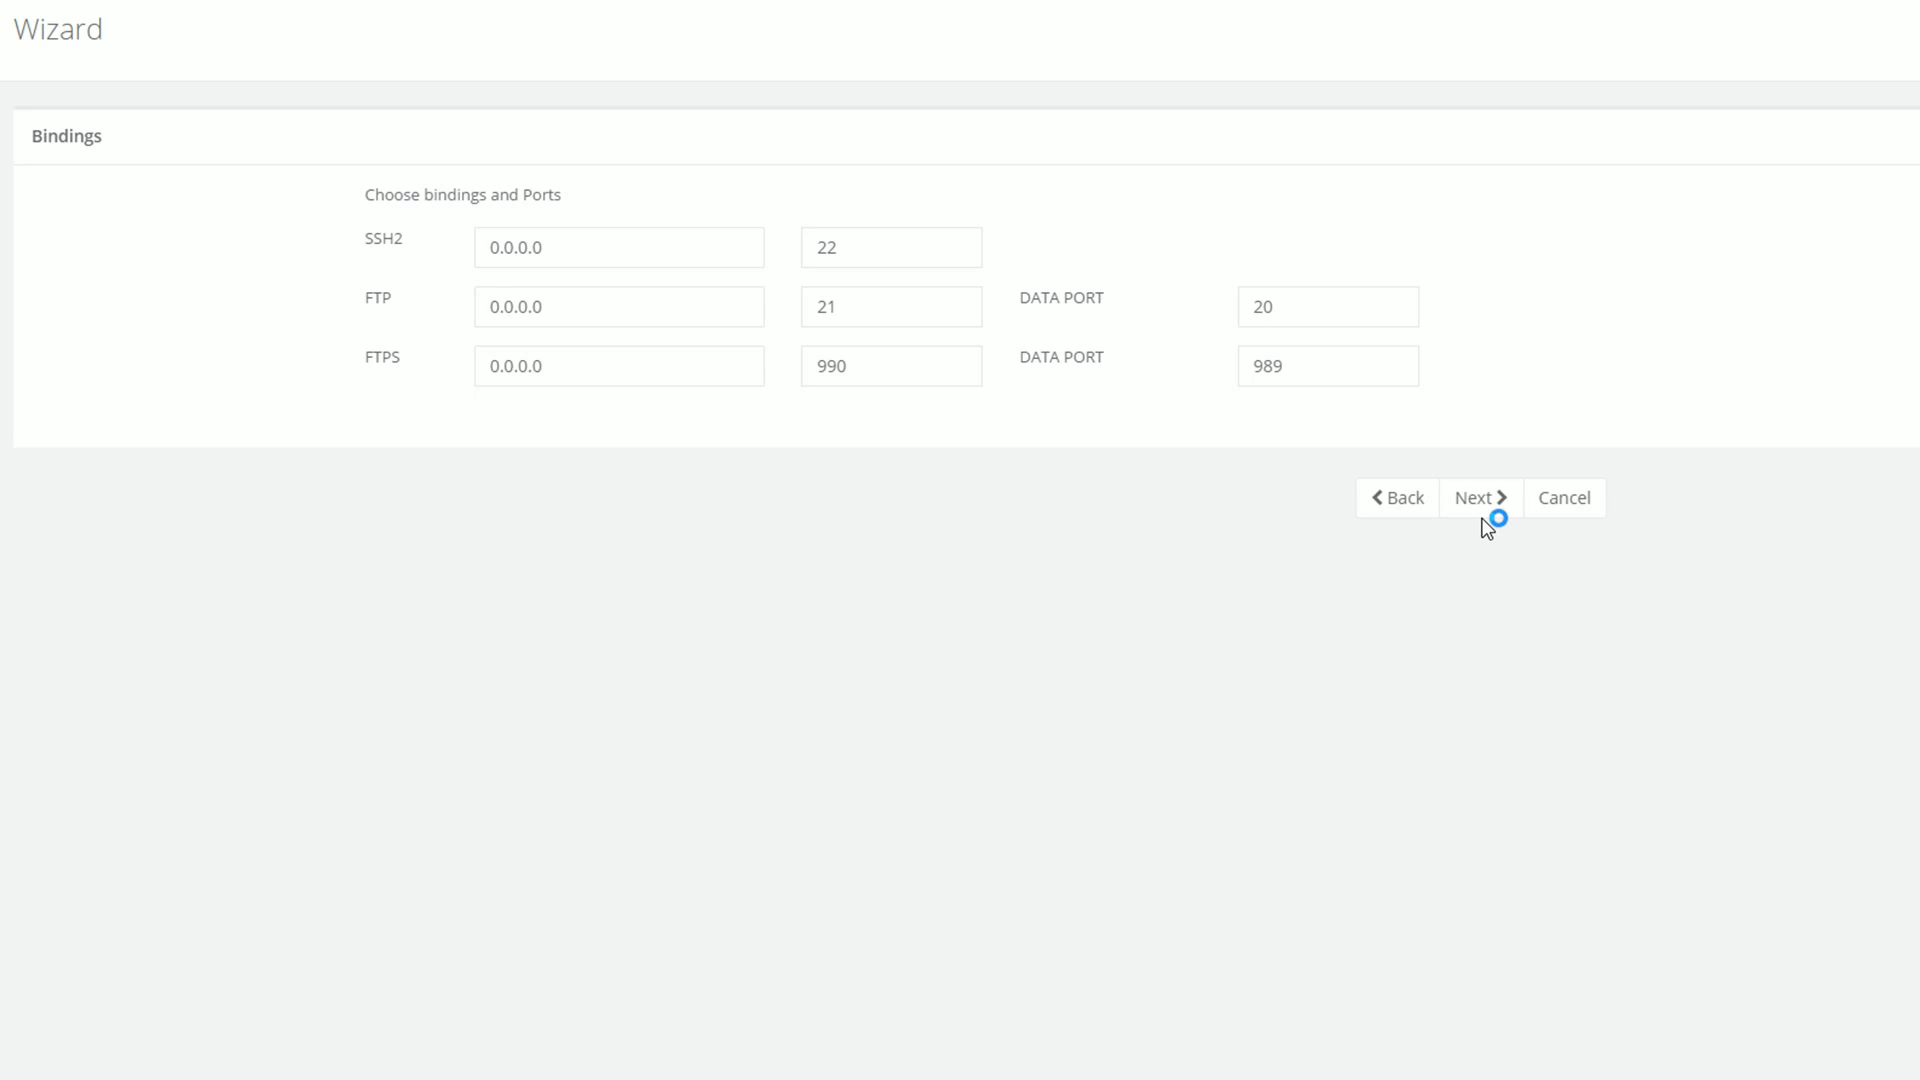 Wizard
Bindings
Choose bindings and Ports
SSH2 0.0.0.0 22
FTP 0.0.0.0 21 DATA PORT 20
FTPS 0.0.0.0 990 DATA PORT 989
Back Next Cancel